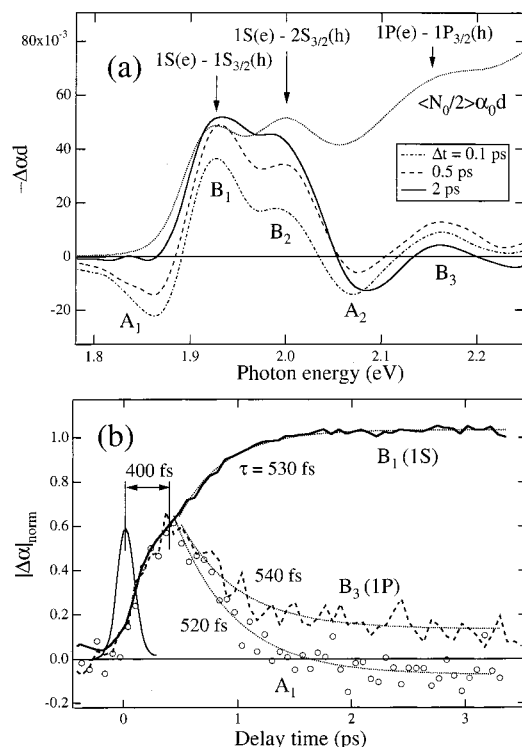 80x10⁻³
1S(e) - 2S₃/₂(h)
1P(e) - 1P₃/₂(h)
(a)
1S(e) - 1S₃/₂(h)
<N₀/2>α₀d
60
40
20
0
-20
–Δαd
Δt = 0.1 ps
0.5 ps
2 ps
B₁
B₂
B₃
A₁
A₂
1.8
1.9
2.0
2.1
2.2
Photon energy (eV)
(b)
1.0
0.8
0.6
0.4
0.2
0.0
-0.2
|Δα|norm
400 fs
τ = 530 fs
B₁ (1S)
540 fs
B₃ (1P)
520 fs
A₁
0
1
2
3
Delay time (ps)